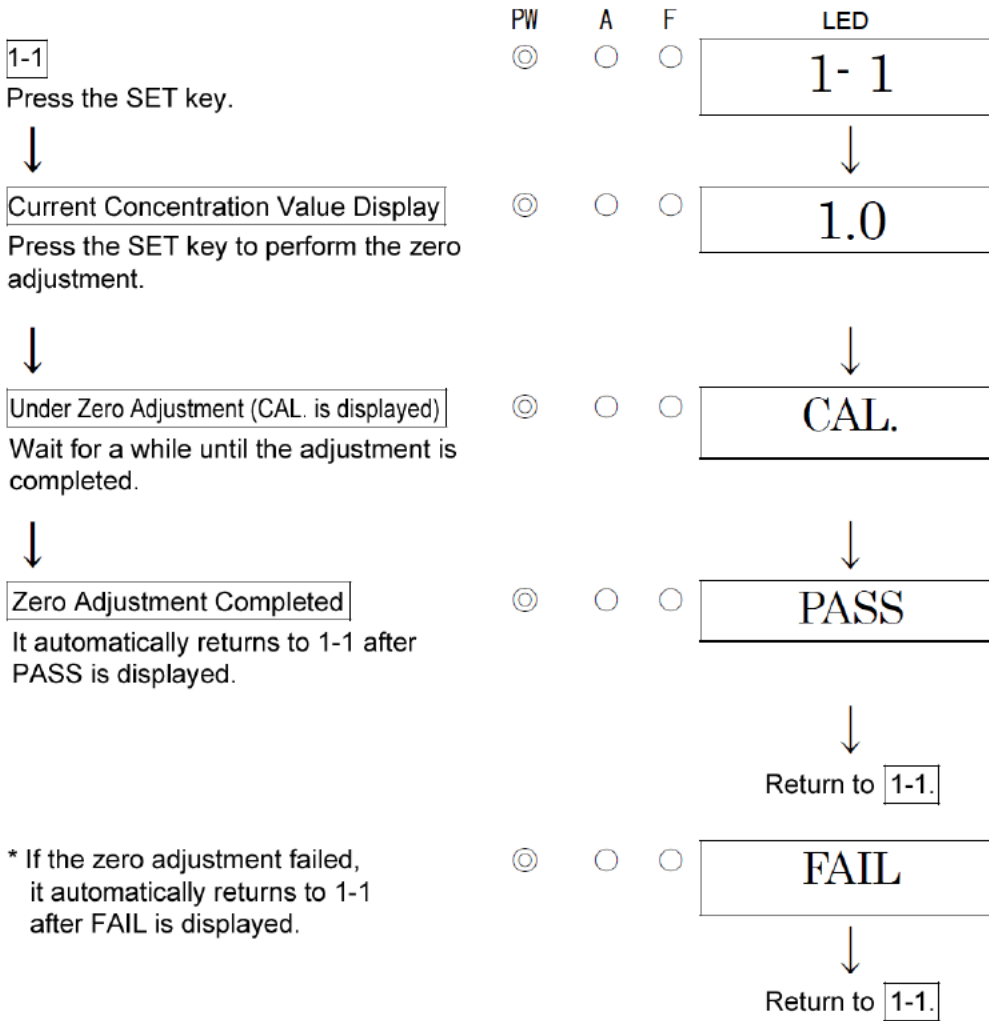 PW A F LED
1-1
1- 1
Press the SET key.
Current Concentration Value Display
1.0
Press the SET key to perform the zero
adjustment.
Under Zero Adjustment (CAL. is displayed)
CAL.
Wait for a while until the adjustment is
completed.
Zero Adjustment Completed
PASS
It automatically returns to 1-1 after
PASS is displayed.
Return to 1-1.
* If the zero adjustment failed,
it automatically returns to 1-1
after FAIL is displayed.
FAIL
Return to 1-1.